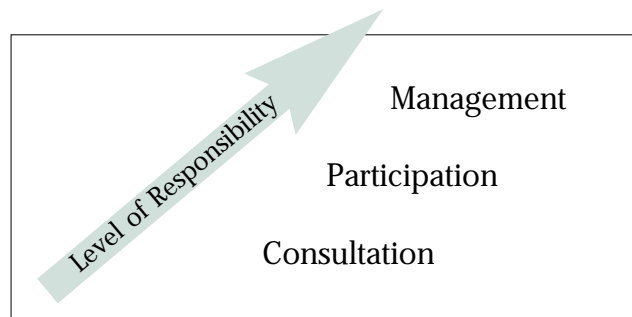 Management
Level of Responsibility
Participation
Consultation